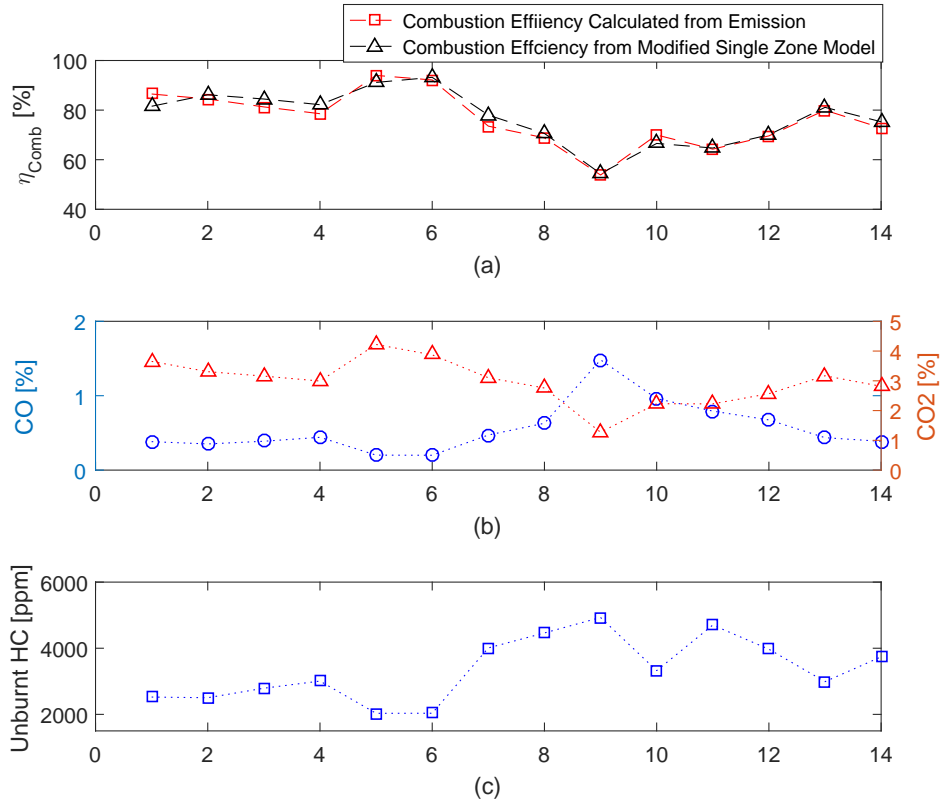 Combustion Effiiency Calculated from Emission
Combustion Effciency from Modified Single Zone Model
η_Comb [%]
100
80
60
40
0 2 4 6 8 10 12 14
(a)
CO [%]
2
1
0
CO2 [%]
5
4
3
2
1
0
0 2 4 6 8 10 12 14
(b)
Unburnt HC [ppm]
6000
4000
2000
0 2 4 6 8 10 12 14
(c)